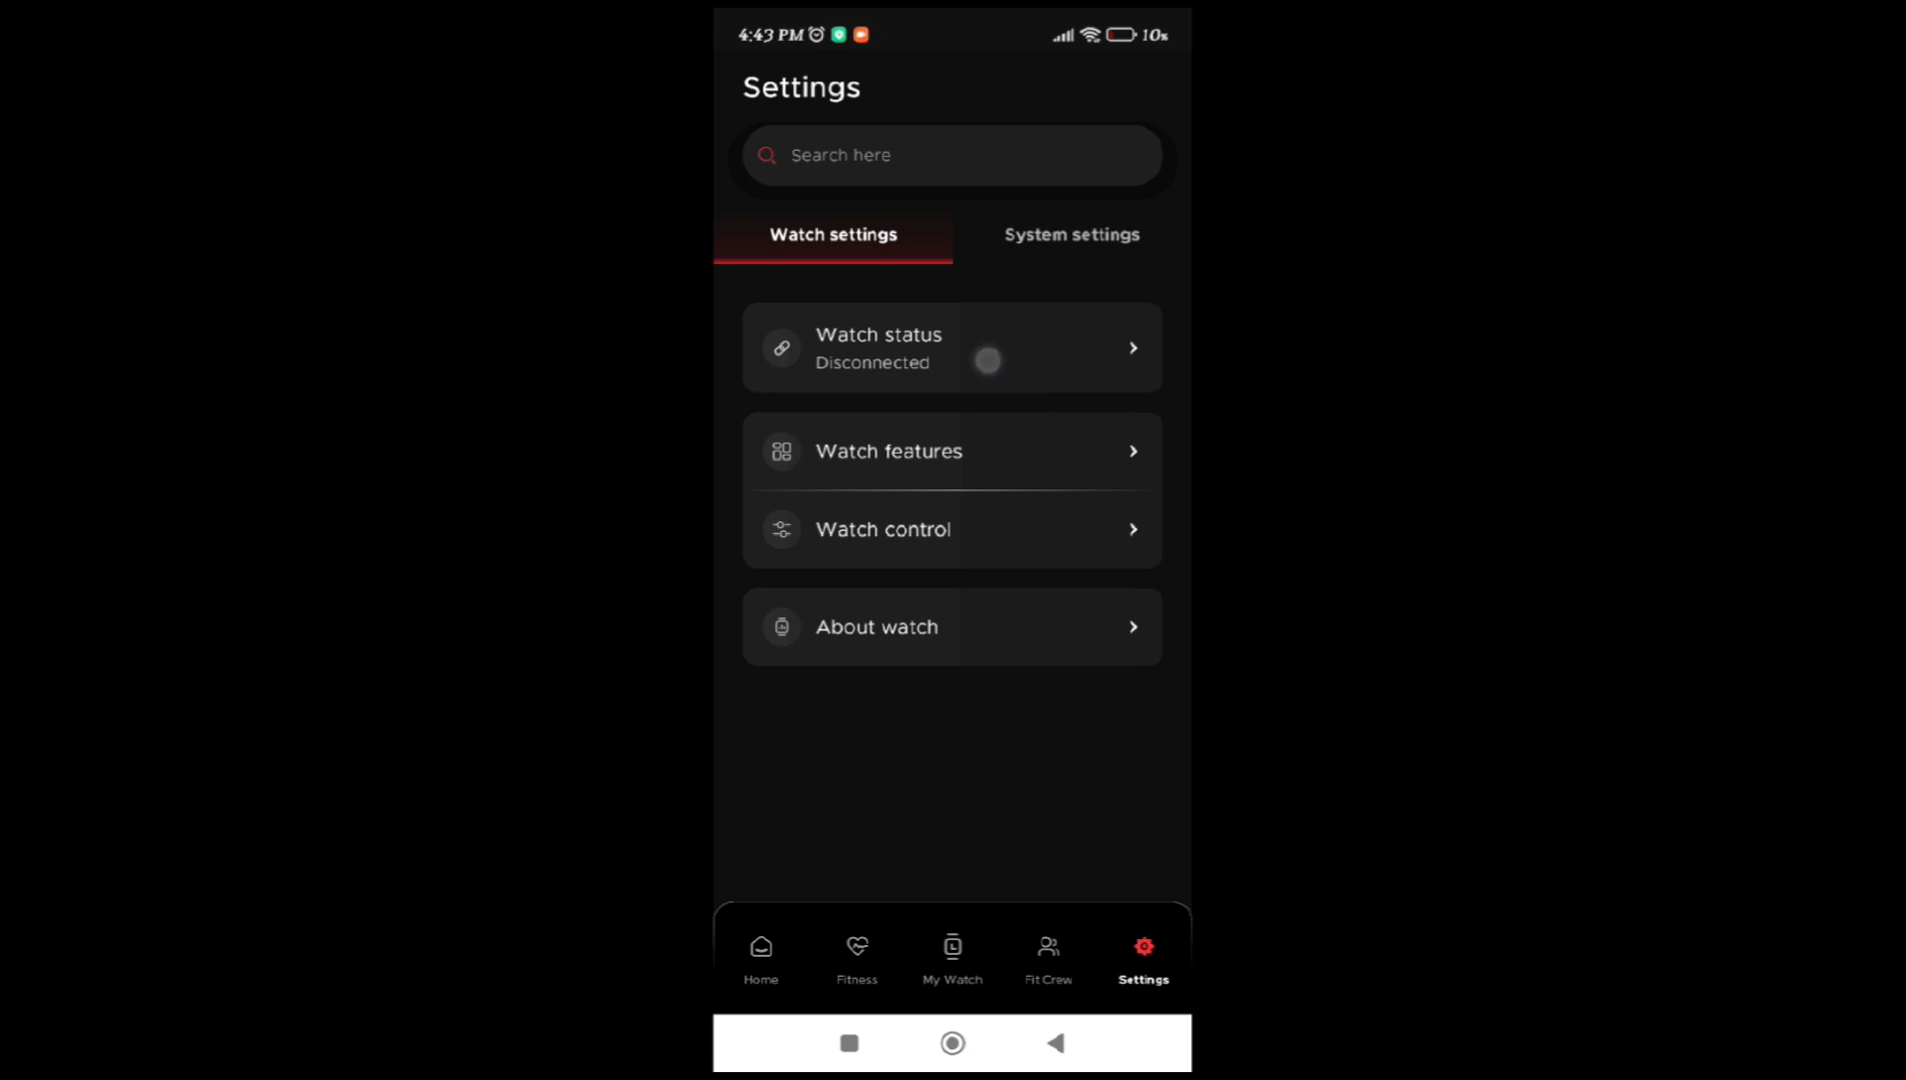 4:43 PM 10%
Settings
Search here
Watch settings System settings
Watch status
Disconnected
Watch features
Watch control
About watch
Home Fitness My Watch Fit Crew Settings